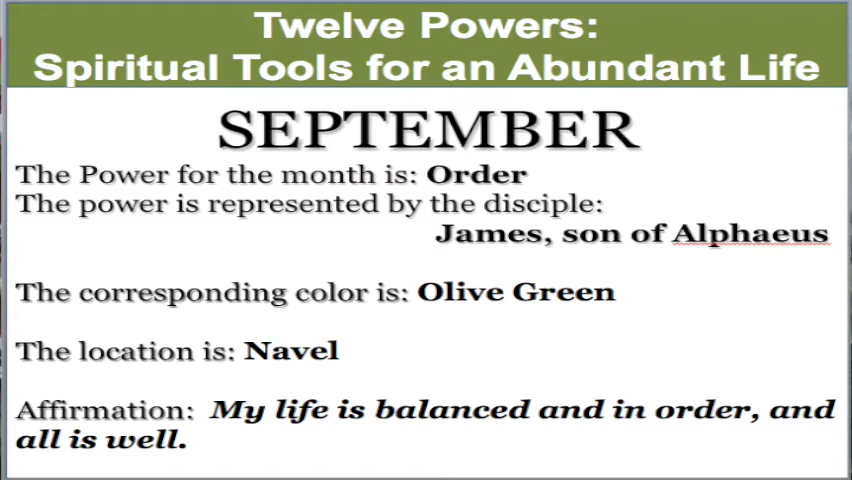 Twelve Powers:
Spiritual Tools for an Abundant Life
SEPTEMBER
The Power for the month is: Order
The power is represented by the disciple:
James, son of Alphaeus
The corresponding color is: Olive Green
The location is: Navel
Affirmation: My life is balanced and in order, and
all is well.